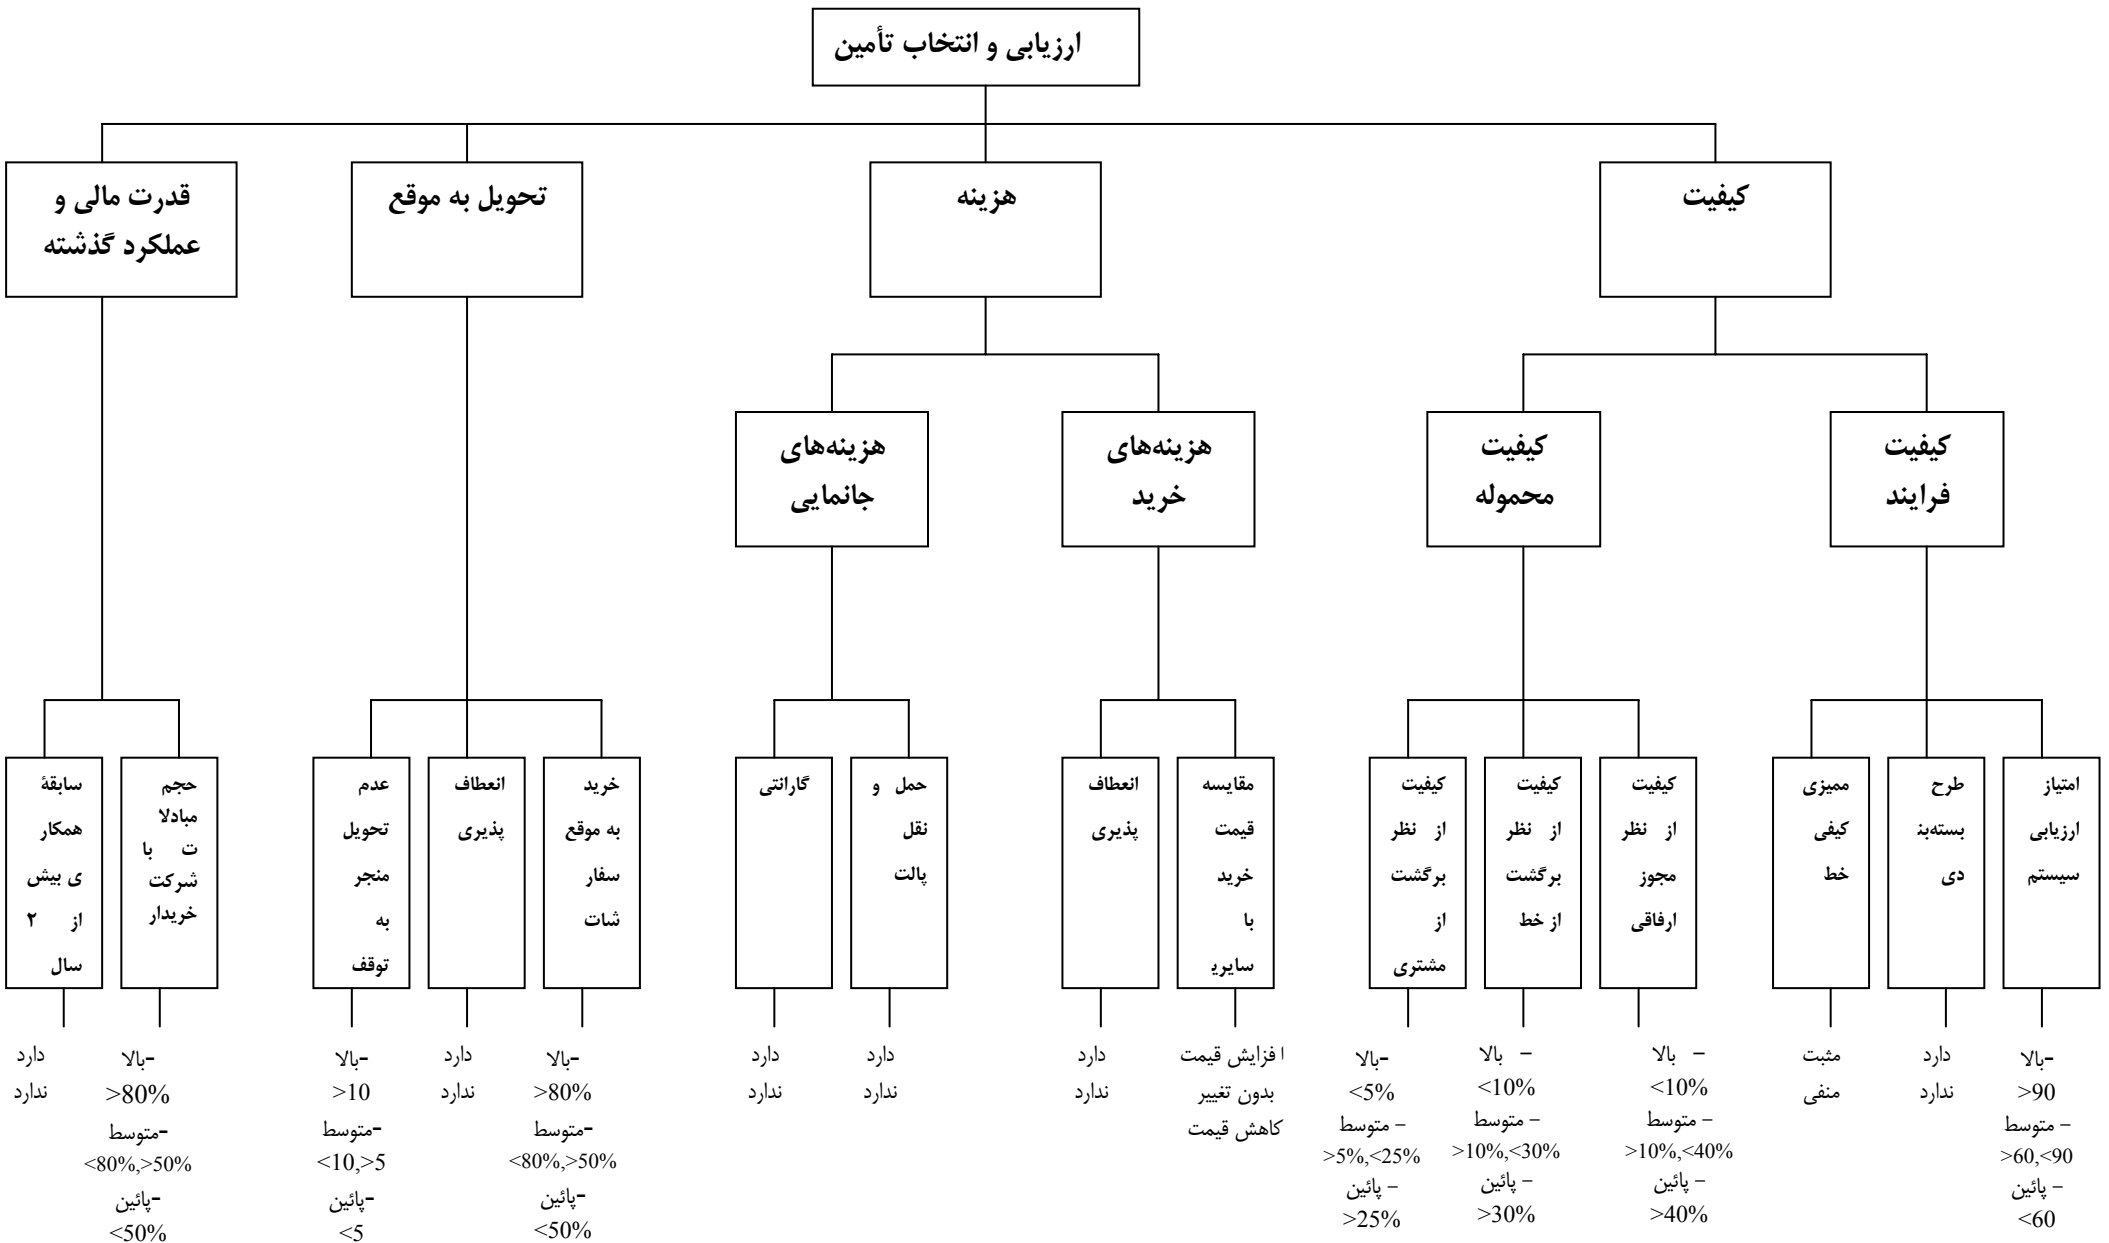 ارزیابی و انتخاب تأمین
کیفیت
هزینه
تحویل به موقع
قدرت مالی و
عملکرد گذشته
کیفیت
فرایند
کیفیت
محموله
هزینه‌های
خرید
هزینه‌های
جانمایی
امتیاز
ارزیابی
سیستم
طرح
بسته‌بن
دی
ممیزی
کیفی
خط
کیفیت
از نظر
مجوز
ارفاقی
کیفیت
از نظر
برگشت
از خط
کیفیت
از نظر
برگشت
از
مشتری
مقایسه
قیمت
خرید
با
سایری
انعطاف
پذیری
حمل و
نقل
پالت
گارانتی
خرید
به موقع
سفار
شات
انعطاف
پذیری
عدم
تحویل
منجر
به
توقف
حجم
مبادلا
ت با
شرکت
خریدار
سابقهٔ
همکار
ی بیش
از ۲
سال
-بالا
>90
– متوسط
>60,<90
– پائین
<60
دارد
ندارد
مثبت
منفی
– بالا
<10%
– متوسط
>10%,<40%
– پائین
>40%
– بالا
<10%
– متوسط
>10%,<30%
– پائین
>30%
-بالا
<5%
– متوسط
>5%,<25%
– پائین
>25%
ا فزایش قیمت
بدون تغییر
کاهش قیمت
دارد
ندارد
دارد
ندارد
دارد
ندارد
-بالا
>80%
-متوسط
<80%,>50%
-پائین
<50%
دارد
ندارد
-بالا
>10
-متوسط
<10,>5
-پائین
<5
-بالا
>80%
-متوسط
<80%,>50%
-پائین
<50%
دارد
ندارد